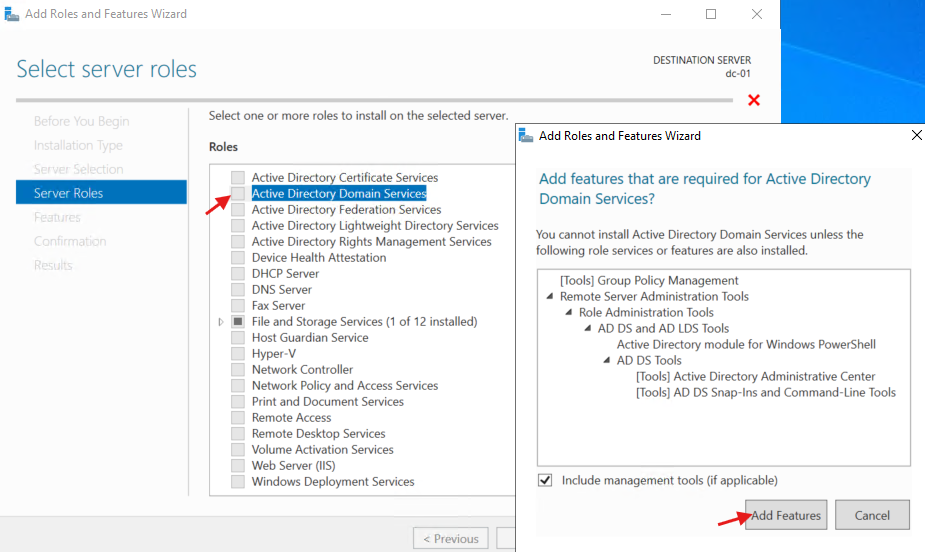 Add Roles and Features Wizard
Select server roles
DESTINATION SERVER
dc-01
Before You Begin
Installation Type
Server Selection
Server Roles
Features
Confirmation
Results
Select one or more roles to install on the selected server.
Roles
Active Directory Certificate Services
Active Directory Domain Services
Active Directory Federation Services
Active Directory Lightweight Directory Services
Active Directory Rights Management Services
Device Health Attestation
DHCP Server
DNS Server
Fax Server
File and Storage Services (1 of 12 installed)
Host Guardian Service
Hyper-V
Network Controller
Network Policy and Access Services
Print and Document Services
Remote Access
Remote Desktop Services
Volume Activation Services
Web Server (IIS)
Windows Deployment Services
< Previous
Add Roles and Features Wizard
Add features that are required for Active Directory
Domain Services?
You cannot install Active Directory Domain Services unless the
following role services or features are also installed.
[Tools] Group Policy Management
Remote Server Administration Tools
Role Administration Tools
AD DS and AD LDS Tools
Active Directory module for Windows PowerShell
AD DS Tools
[Tools] Active Directory Administrative Center
[Tools] AD DS Snap-Ins and Command-Line Tools
Include management tools (if applicable)
Add Features
Cancel